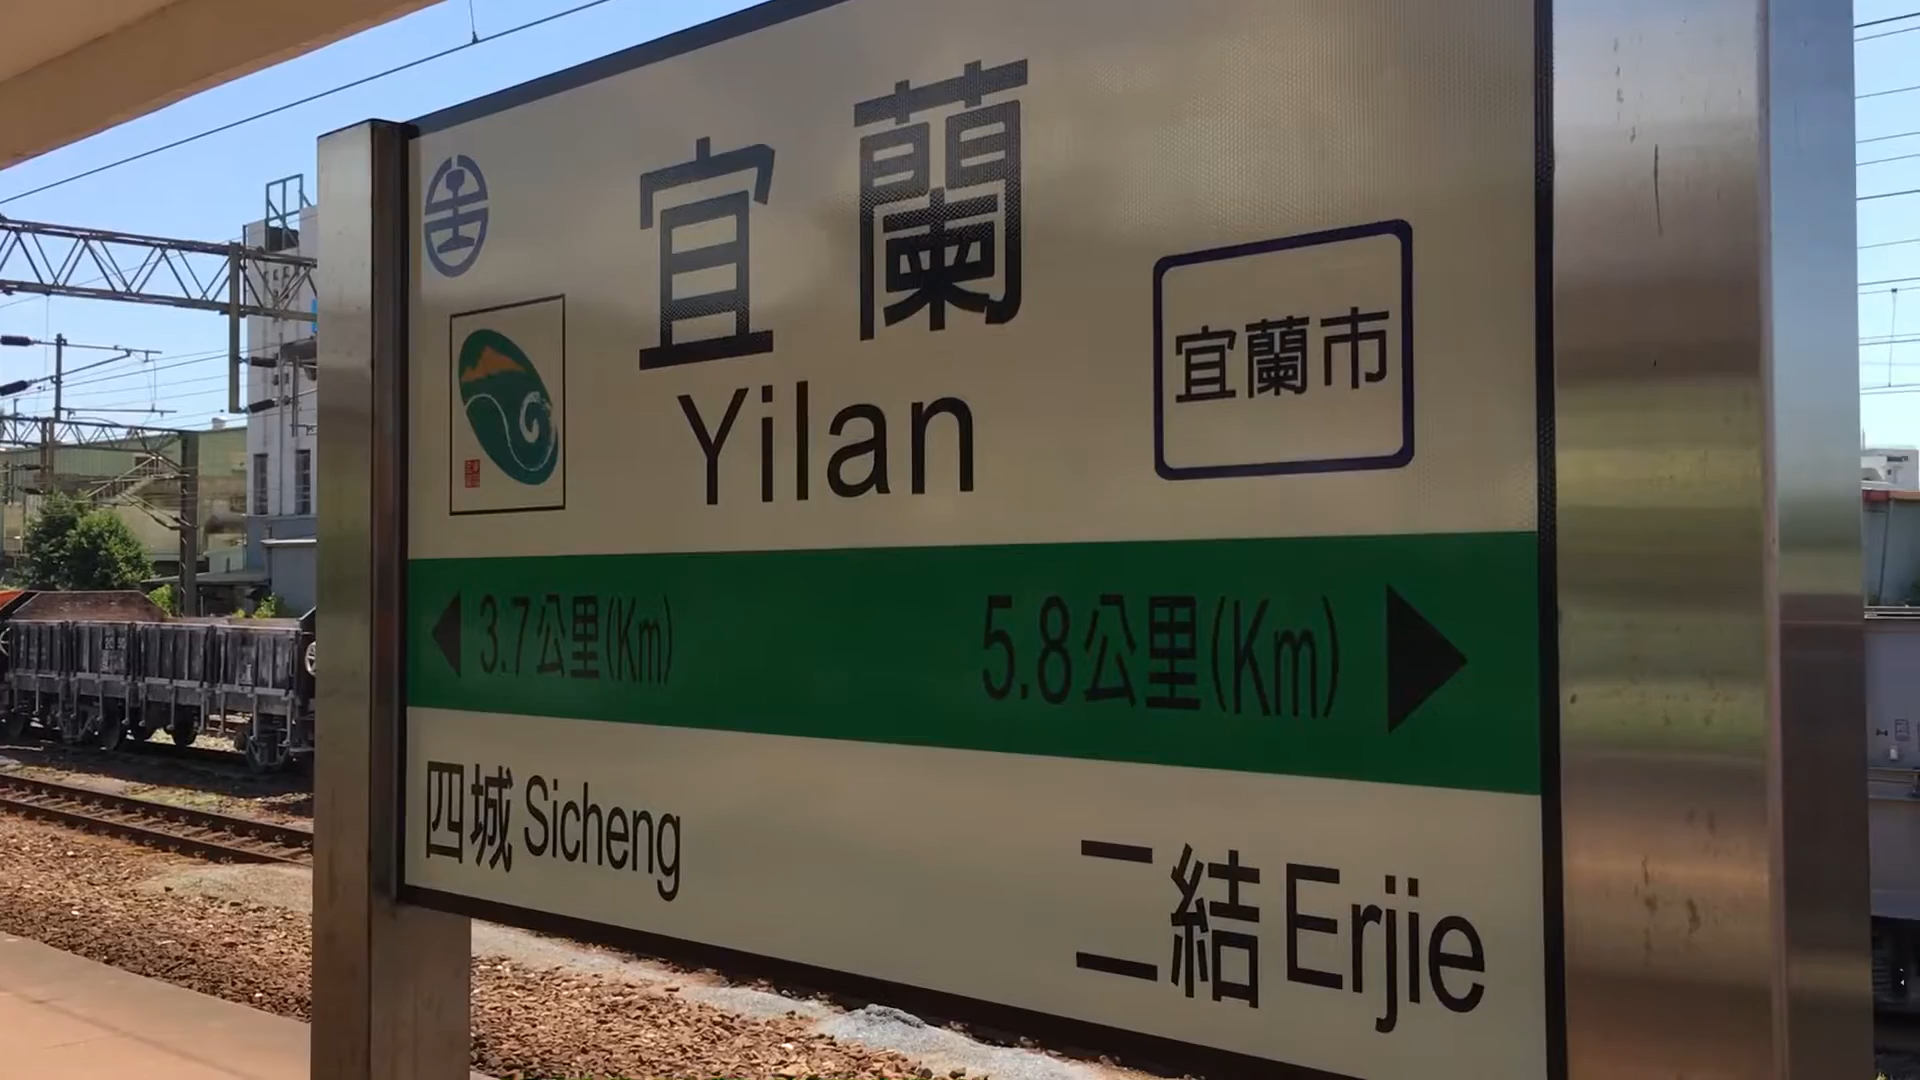 宜蘭
Yilan
宜蘭市
3.7公里(Km)
5.8公里(Km)
四城 Sicheng
二結 Erjie